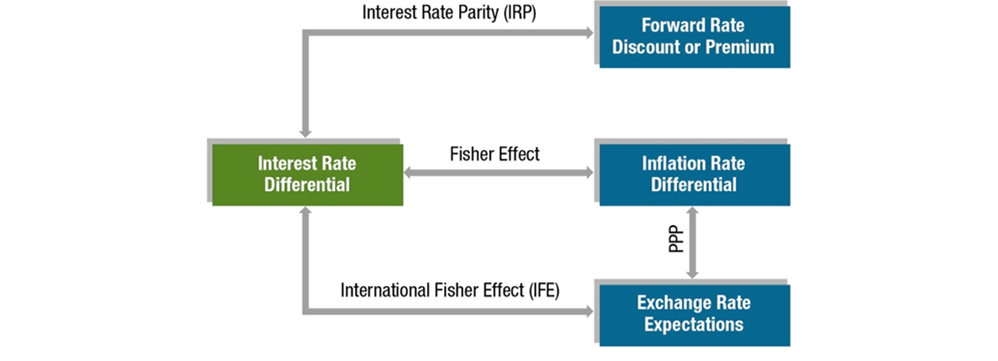 Interest Rate Parity (IRP)
Forward Rate
Discount or Premium
Interest Rate
Differential
Fisher Effect
Inflation Rate
Differential
PPP
International Fisher Effect (IFE)
Exchange Rate
Expectations